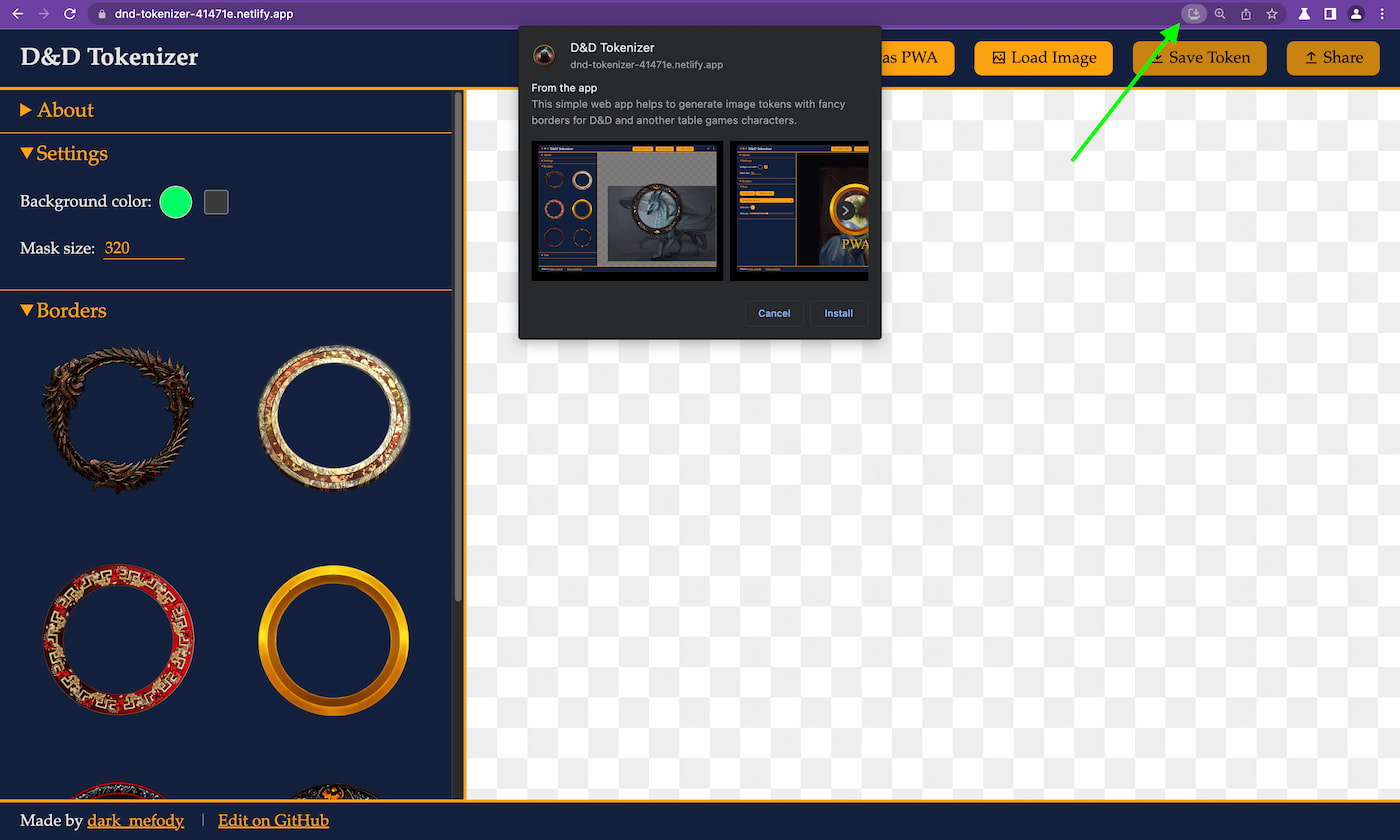 dnd-tokenizer-41471e.netlify.app
D&D Tokenizer
as PWA
Load Image
Save Token
Share
D&D Tokenizer
dnd-tokenizer-41471e.netlify.app
From the app
This simple web app helps to generate image tokens with fancy
borders for D&D and another table games characters.
PWA
Cancel
Install
About
Settings
Background color:
Mask size: 320
Borders
Made by dark_mefody | Edit on GitHub